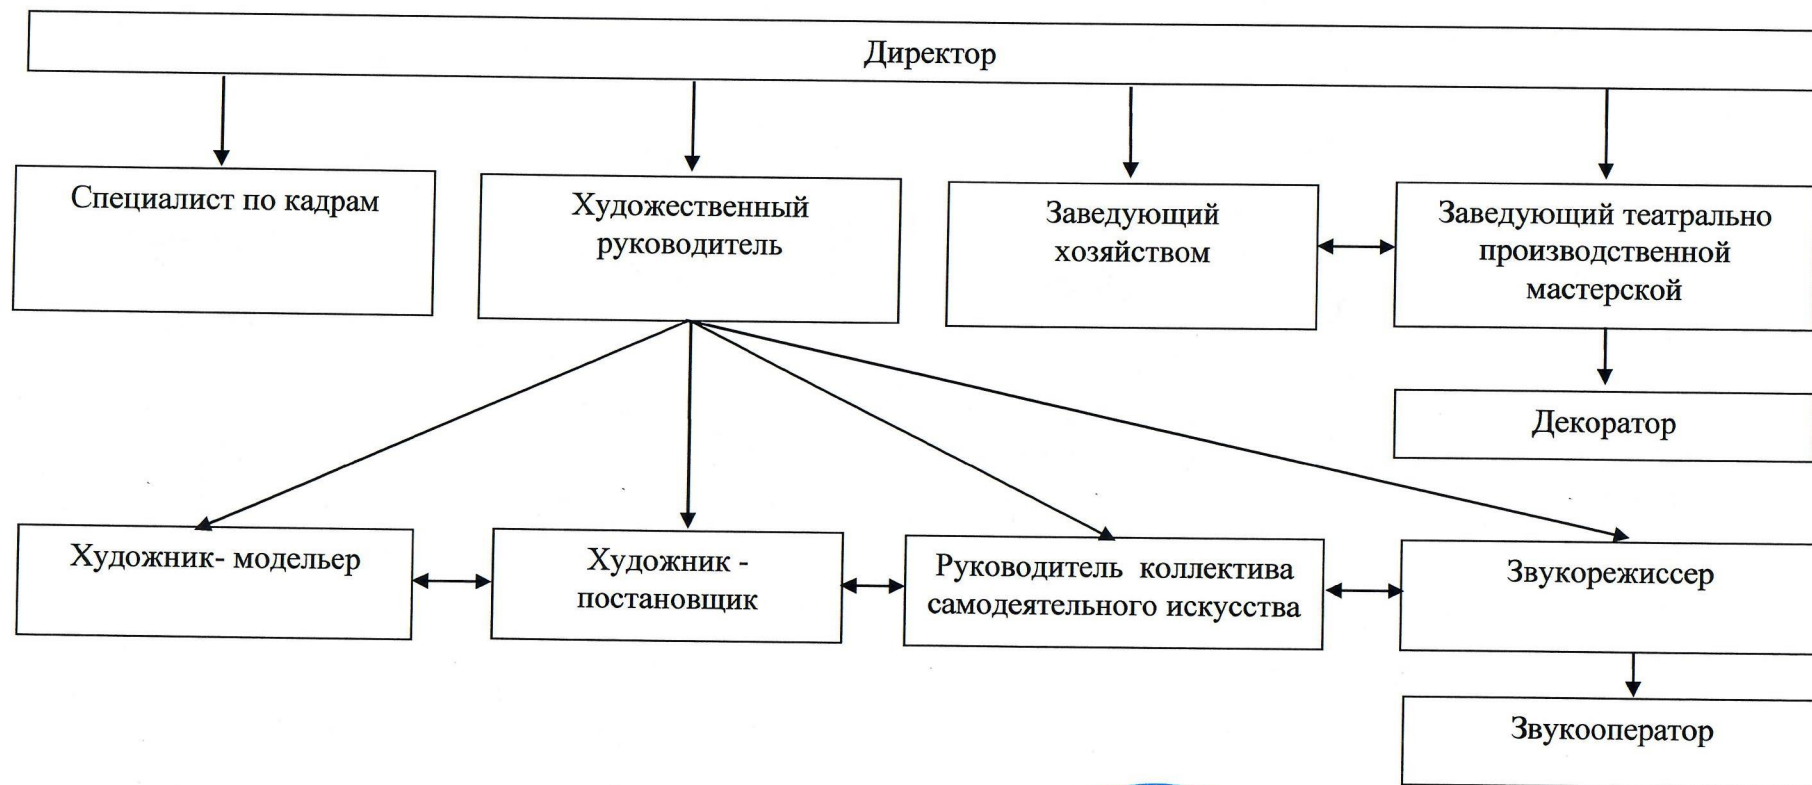 Директор
Специалист по кадрам
Художественный
руководитель
Заведующий
хозяйством
Заведующий театрально
производственной
мастерской
Декоратор
Художник- модельер
Художник -
постановщик
Руководитель коллектива
самодеятельного искусства
Звукорежиссер
Звукооператор